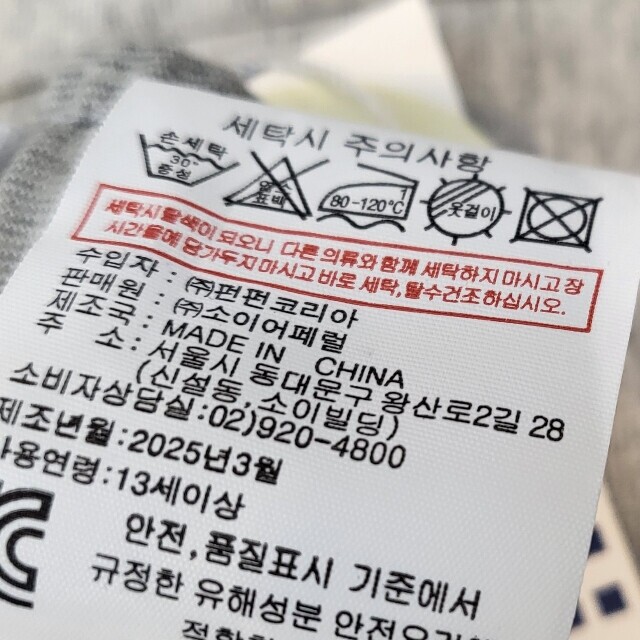 세탁시 주의사항
손세탁
30° 중성
염소 표백
80-120℃
옷걸이
세탁시 탈색이 되오니 다른 의류와 함께 세탁하지 마시고 장
시간물에 담가두지 마시고 바로 세탁,탈수건조하십시오.
수입자 : ㈜펀펀코리아
판매원 : ㈜소이어페럴
제조국 : MADE IN CHINA
주 소 : 서울시 동대문구 왕산로2길 28
(신설동, 소이빌딩)
소비자상담실:02)920-4800
제조년월:2025년3월
사용연령:13세이상
안전,품질표시 기준에서
규정한 유해성분